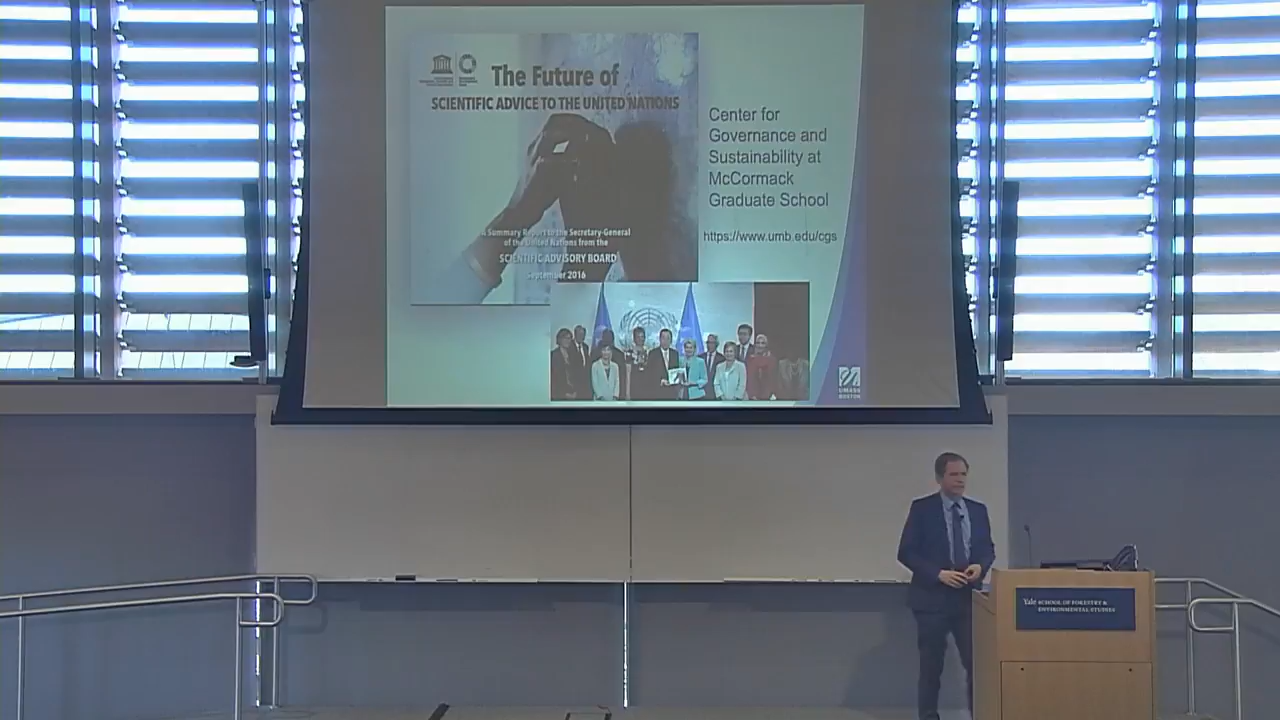 The Future of
SCIENTIFIC ADVICE TO THE UNITED NATIONS
A Summary Report to the Secretary-General
of the United Nations from the
SCIENTIFIC ADVISORY BOARD
September 2016
Center for
Governance and
Sustainability at
McCormack
Graduate School
https://www.umb.edu/cgs
UMASS
BOSTON
Yale SCHOOL OF FORESTRY &
ENVIRONMENTAL STUDIES